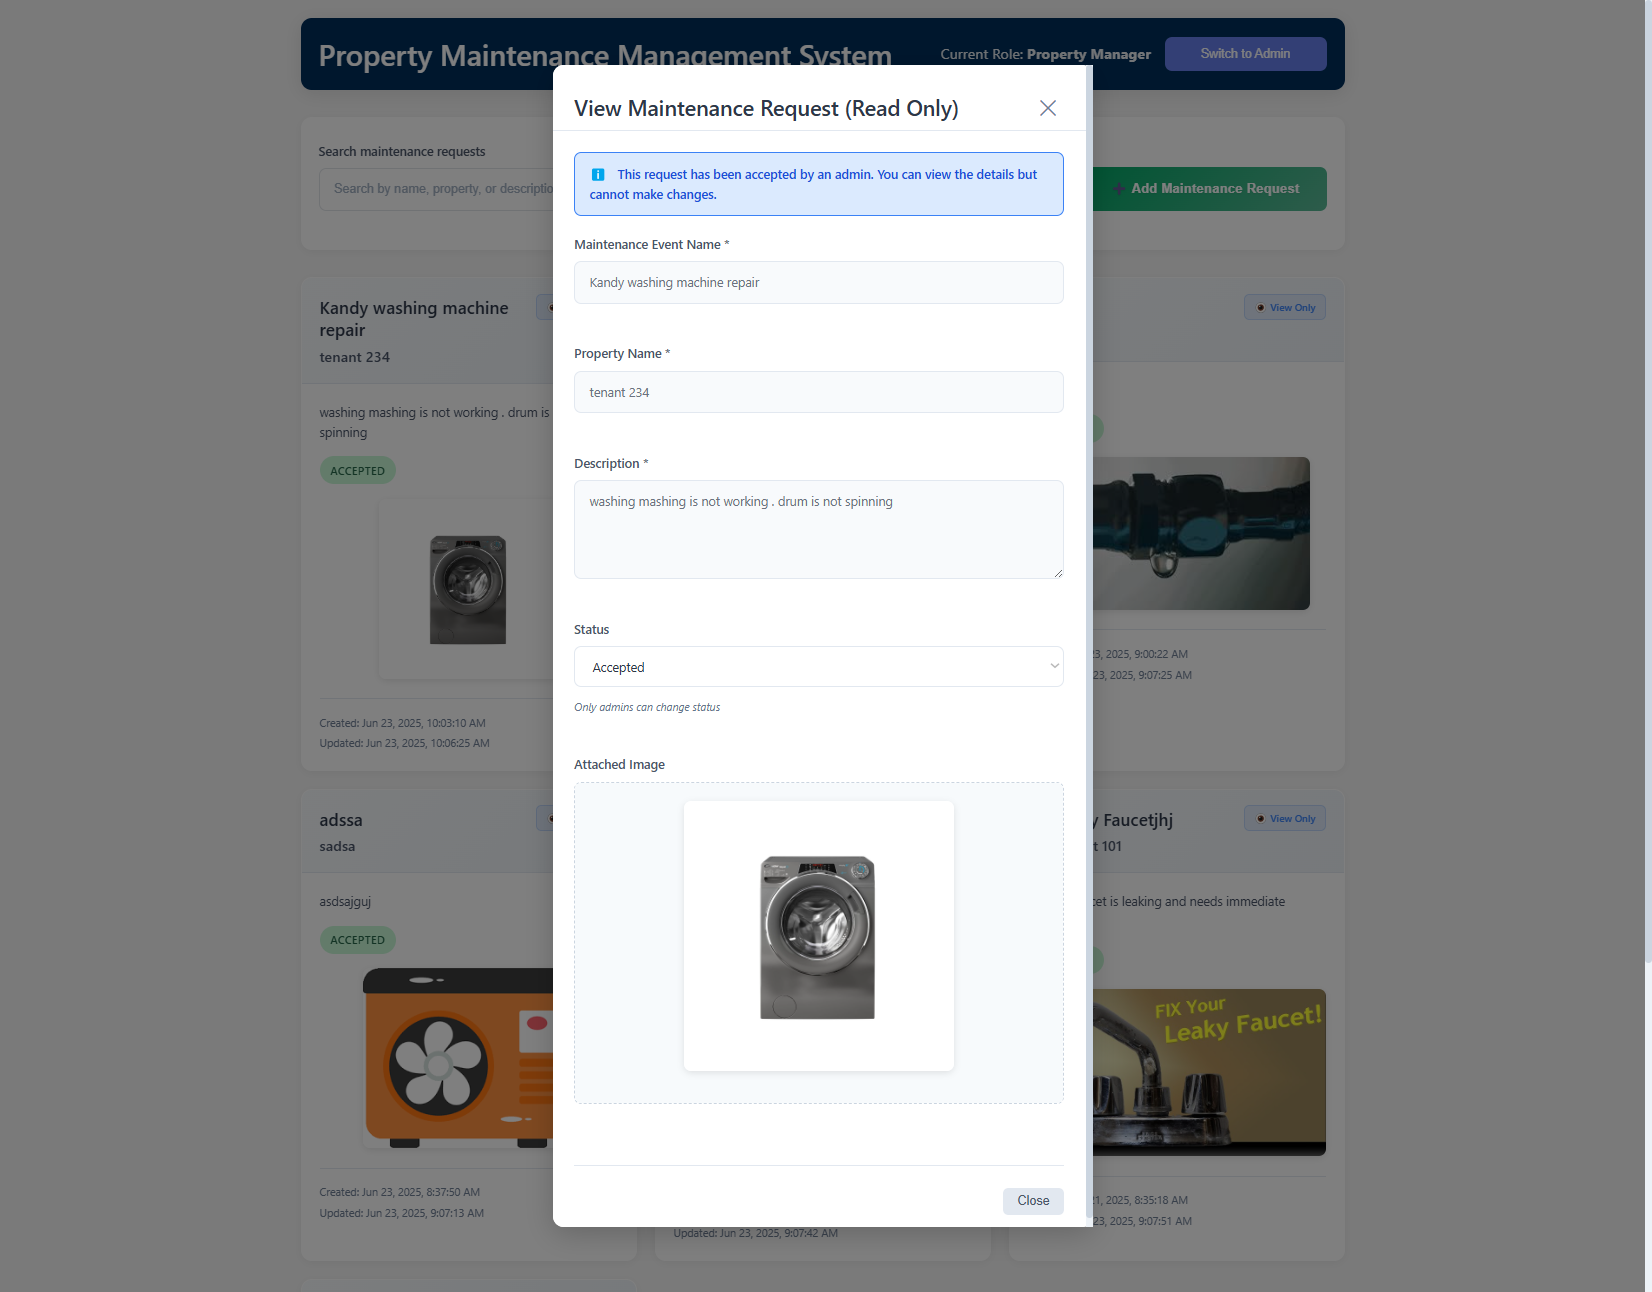 Property Maintenance Management System
Current Role: Property Manager
Switch to Admin
Search maintenance requests
Search by name, property, or descriptio
Add Maintenance Request
View Maintenance Request (Read Only)
This request has been accepted by an admin. You can view the details but
cannot make changes.
Maintenance Event Name *
Kandy washing machine repair
Property Name *
tenant 234
Description *
washing mashing is not working . drum is not spinning
Status
Accepted
Only admins can change status
Attached Image
Close
Kandy washing machine
repair
tenant 234
washing mashing is not working . drum is
spinning
ACCEPTED
Created: Jun 23, 2025, 10:03:10 AM
Updated: Jun 23, 2025, 10:06:25 AM
View Only
23, 2025, 9:00:22 AM
23, 2025, 9:07:25 AM
adssa
sadsa
asdsajguj
ACCEPTED
Created: Jun 23, 2025, 8:37:50 AM
Updated: Jun 23, 2025, 9:07:13 AM
Updated: Jun 23, 2025, 9:07:42 AM
y Faucetjhj
t 101
View Only
cet is leaking and needs immediate
FIX Your
Leaky Faucet!
21, 2025, 8:35:18 AM
23, 2025, 9:07:51 AM